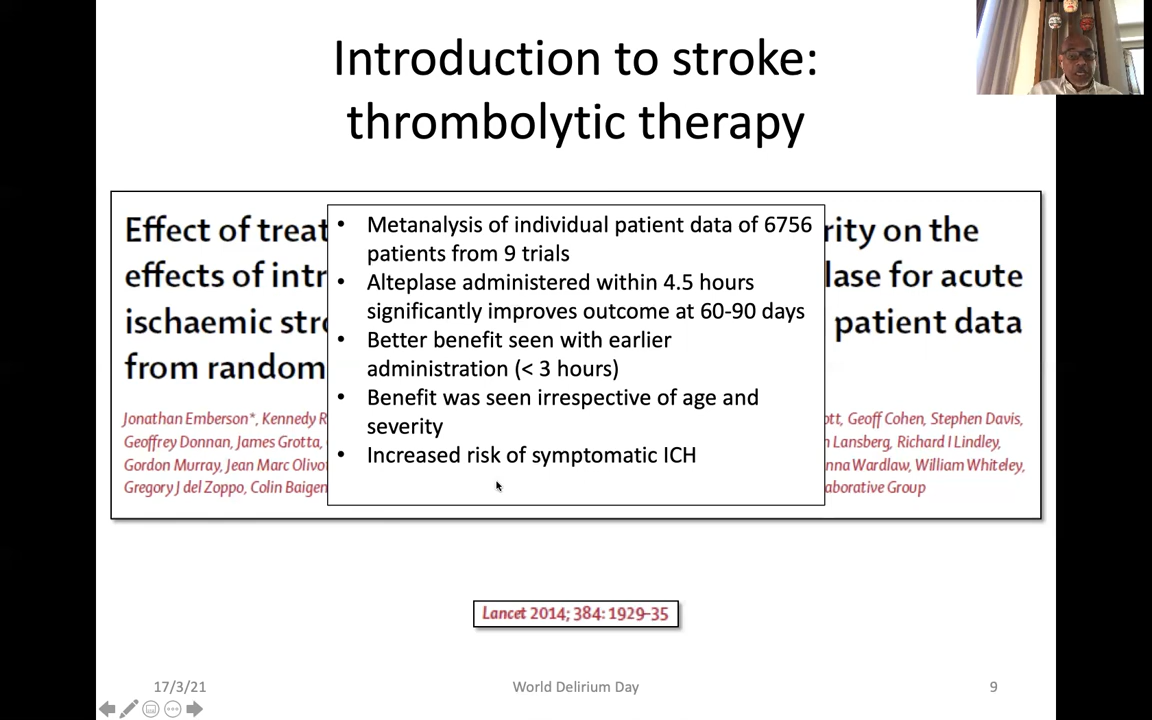 Introduction to stroke:
thrombolytic therapy
Effect of treat
rity on the
effects of intr
lase for acute
ischaemic stro
patient data
from random
Jonathan Emberson*, Kennedy R
ott, Geoff Cohen, Stephen Davis,
Geoffrey Donnan, James Grotta,
Lansberg, Richard I Lindley,
Gordon Murray, Jean Marc Olivo
nna Wardlaw, William Whiteley,
Gregory J del Zoppo, Colin Baigen
aborative Group
• Metanalysis of individual patient data of 6756
patients from 9 trials
• Alteplase administered within 4.5 hours
significantly improves outcome at 60-90 days
• Better benefit seen with earlier
administration (< 3 hours)
• Benefit was seen irrespective of age and
severity
• Increased risk of symptomatic ICH
Lancet 2014; 384: 1929–35
17/3/21
World Delirium Day
9